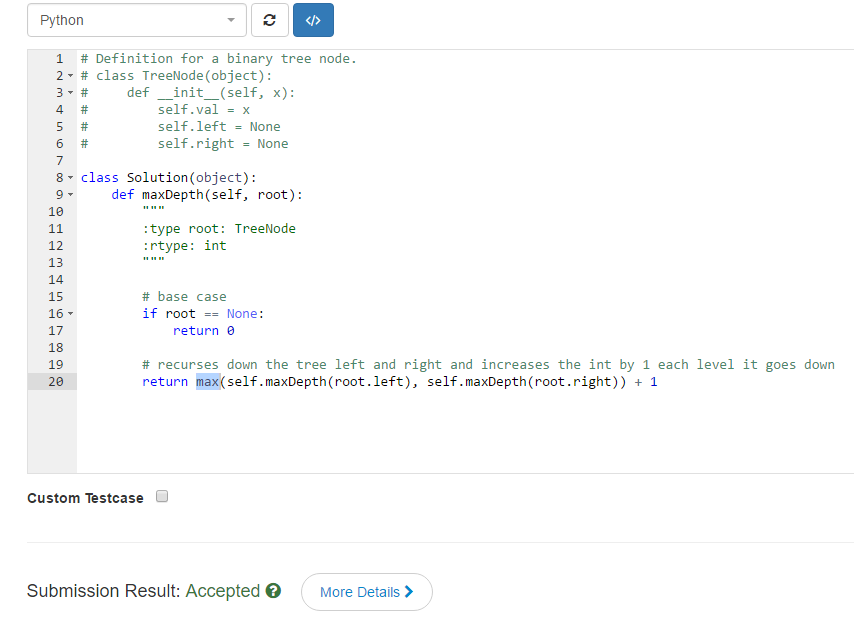 Python
</>
1 # Definition for a binary tree node.
2 # class TreeNode(object):
3 #     def __init__(self, x):
4 #         self.val = x
5 #         self.left = None
6 #         self.right = None
7
8 class Solution(object):
9     def maxDepth(self, root):
10         """
11         :type root: TreeNode
12         :rtype: int
13         """
14
15         # base case
16         if root == None:
17             return 0
18
19         # recurses down the tree left and right and increases the int by 1 each level it goes down
20         return max(self.maxDepth(root.left), self.maxDepth(root.right)) + 1
Custom Testcase
Submission Result: Accepted ? More Details >